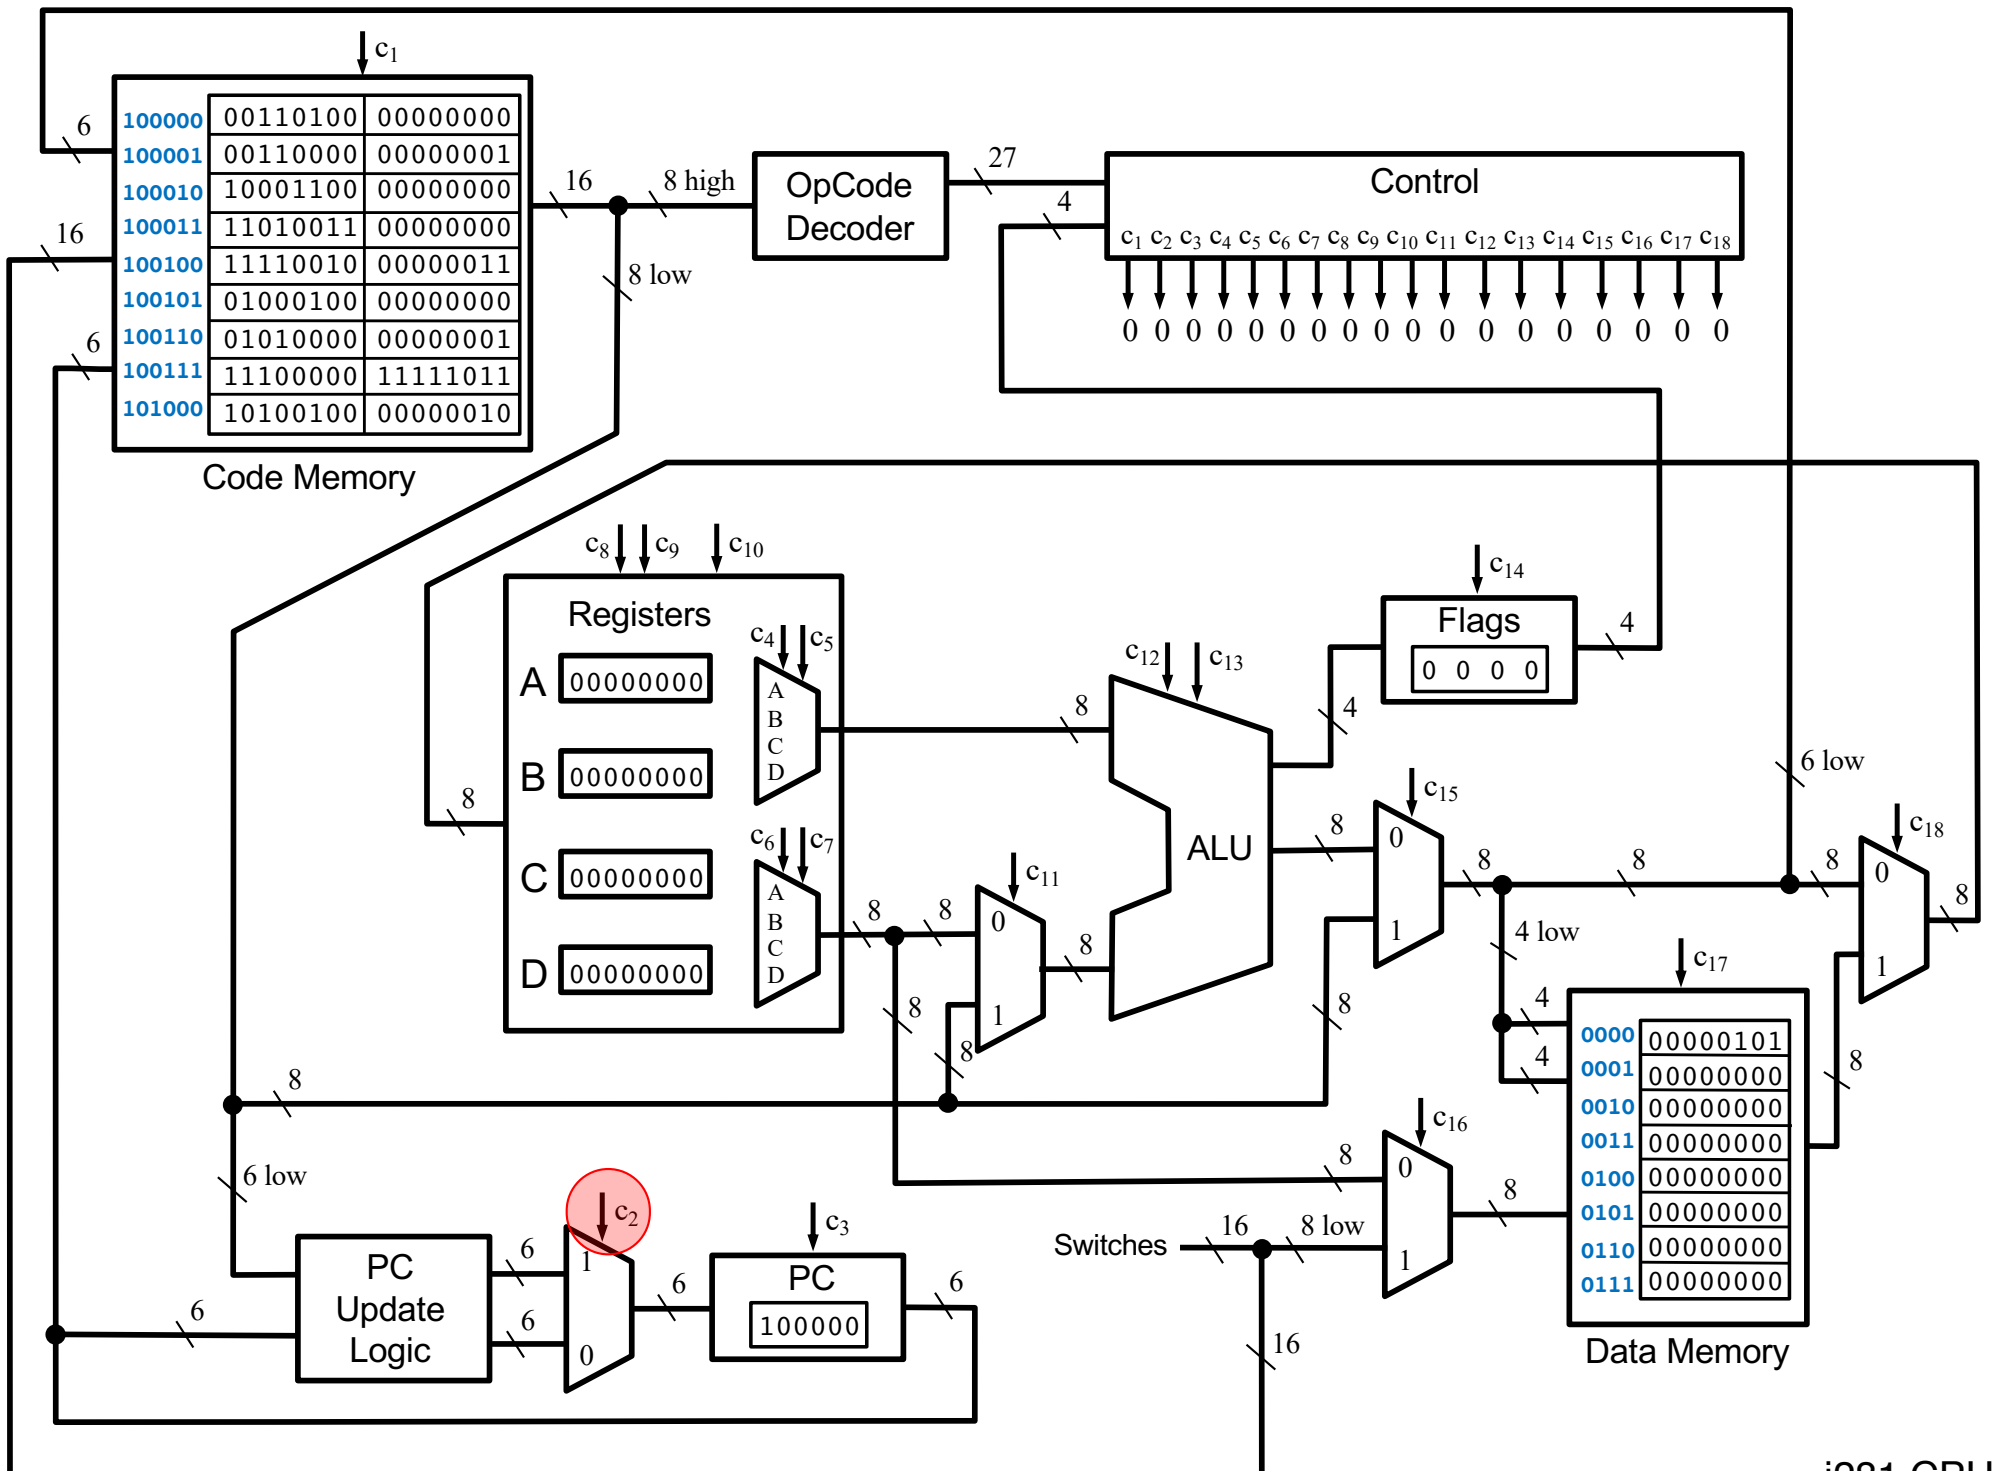 c1
100000 00110100 00000000
100001 00110000 00000001
100010 10001100 00000000
100011 11010011 00000000
100100 11110010 00000011
100101 01000100 00000000
100110 01010000 00000001
100111 11100000 11111011
101000 10100100 00000010
Code Memory
6
16
6
16
8 high
8 low
OpCode
Decoder
27
4
Control
c1 c2 c3 c4 c5 c6 c7 c8 c9 c10 c11 c12 c13 c14 c15 c16 c17 c18
0 0 0 0 0 0 0 0 0 0 0 0 0 0 0 0 0 0
c8 c9 c10
Registers
A 00000000
B 00000000
C 00000000
D 00000000
c4 c5
A
B
C
D
c6 c7
A
B
C
D
8
8
8
8
8
c11
0
1
8
8
c12 c13
ALU
c14
Flags
0 0 0 0
4
4
8
c15
0
1
8
8
8
6 low
8
c18
0
1
8
4 low
4
4
c17
0000 00000101
0001 00000000
0010 00000000
0011 00000000
0100 00000000
0101 00000000
0110 00000000
0111 00000000
Data Memory
8
8
6 low
PC
Update
Logic
6
6
6
c2
1
0
6
c3
PC
100000
6
8
c16
0
1
8
Switches
16
8 low
16